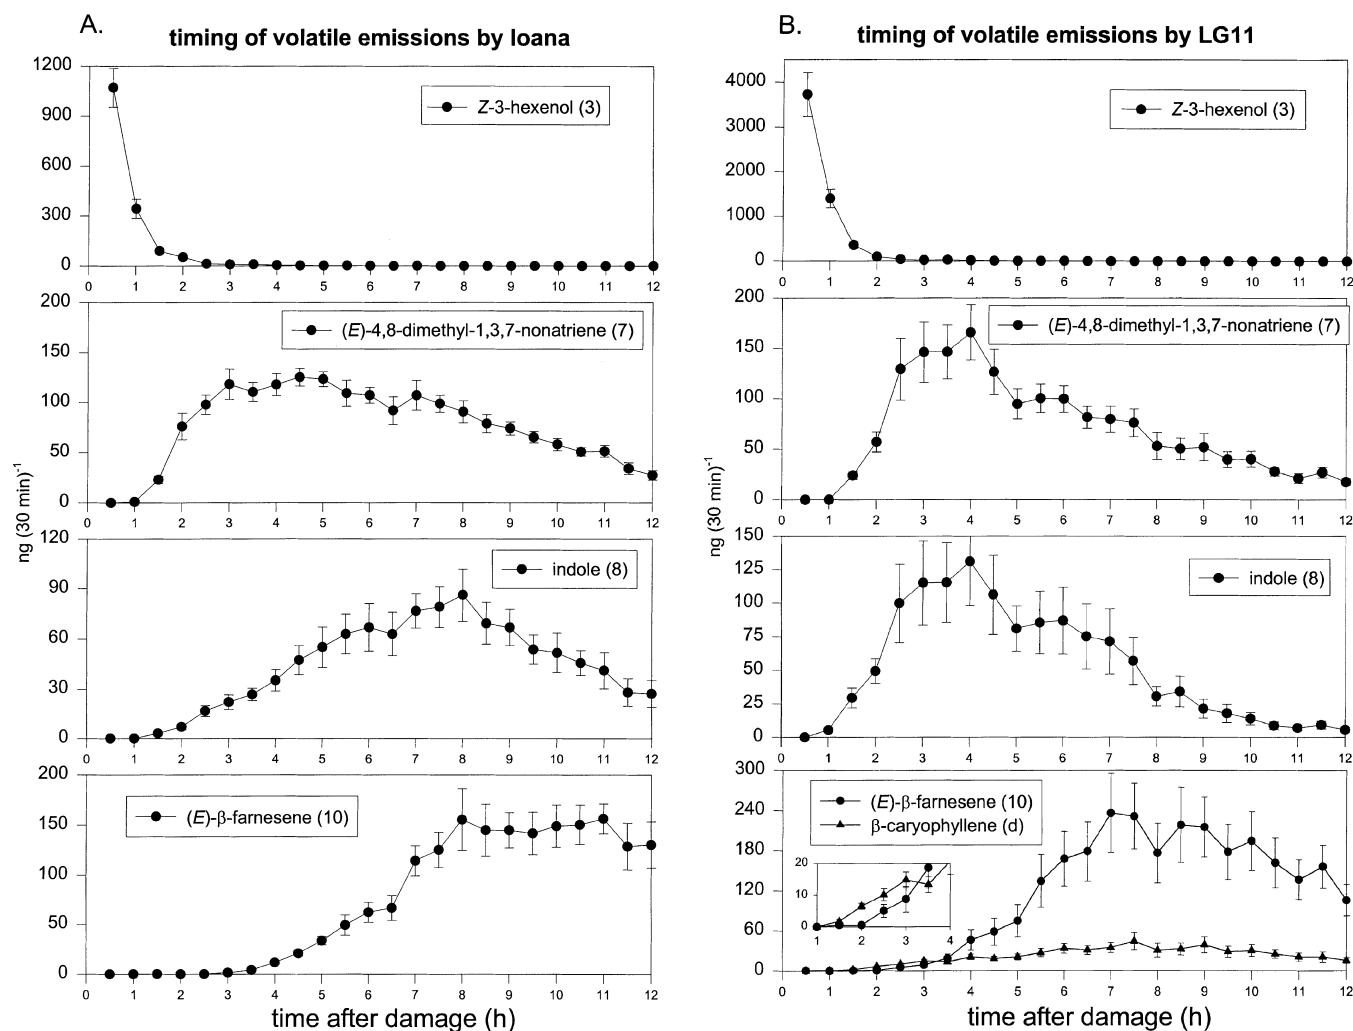 A.
timing of volatile emissions by Ioana
1200
900
600
300
0
Z-3-hexenol (3)
0 1 2 3 4 5 6 7 8 9 10 11 12
200
150
100
50
0
(E)-4,8-dimethyl-1,3,7-nonatriene (7)
0 1 2 3 4 5 6 7 8 9 10 11 12
ng (30 min)-1
120
90
60
30
0
indole (8)
0 1 2 3 4 5 6 7 8 9 10 11 12
200
150
100
50
0
(E)-β-farnesene (10)
0 1 2 3 4 5 6 7 8 9 10 11 12
time after damage (h)
B.
timing of volatile emissions by LG11
4000
3000
2000
1000
0
Z-3-hexenol (3)
0 1 2 3 4 5 6 7 8 9 10 11 12
200
150
100
50
0
(E)-4,8-dimethyl-1,3,7-nonatriene (7)
0 1 2 3 4 5 6 7 8 9 10 11 12
ng (30 min)-1
150
125
100
75
50
25
0
indole (8)
0 1 2 3 4 5 6 7 8 9 10 11 12
300
240
180
120
60
0
(E)-β-farnesene (10)
β-caryophyllene (d)
20
10
0
1 2 3 4
0 1 2 3 4 5 6 7 8 9 10 11 12
time after damage (h)